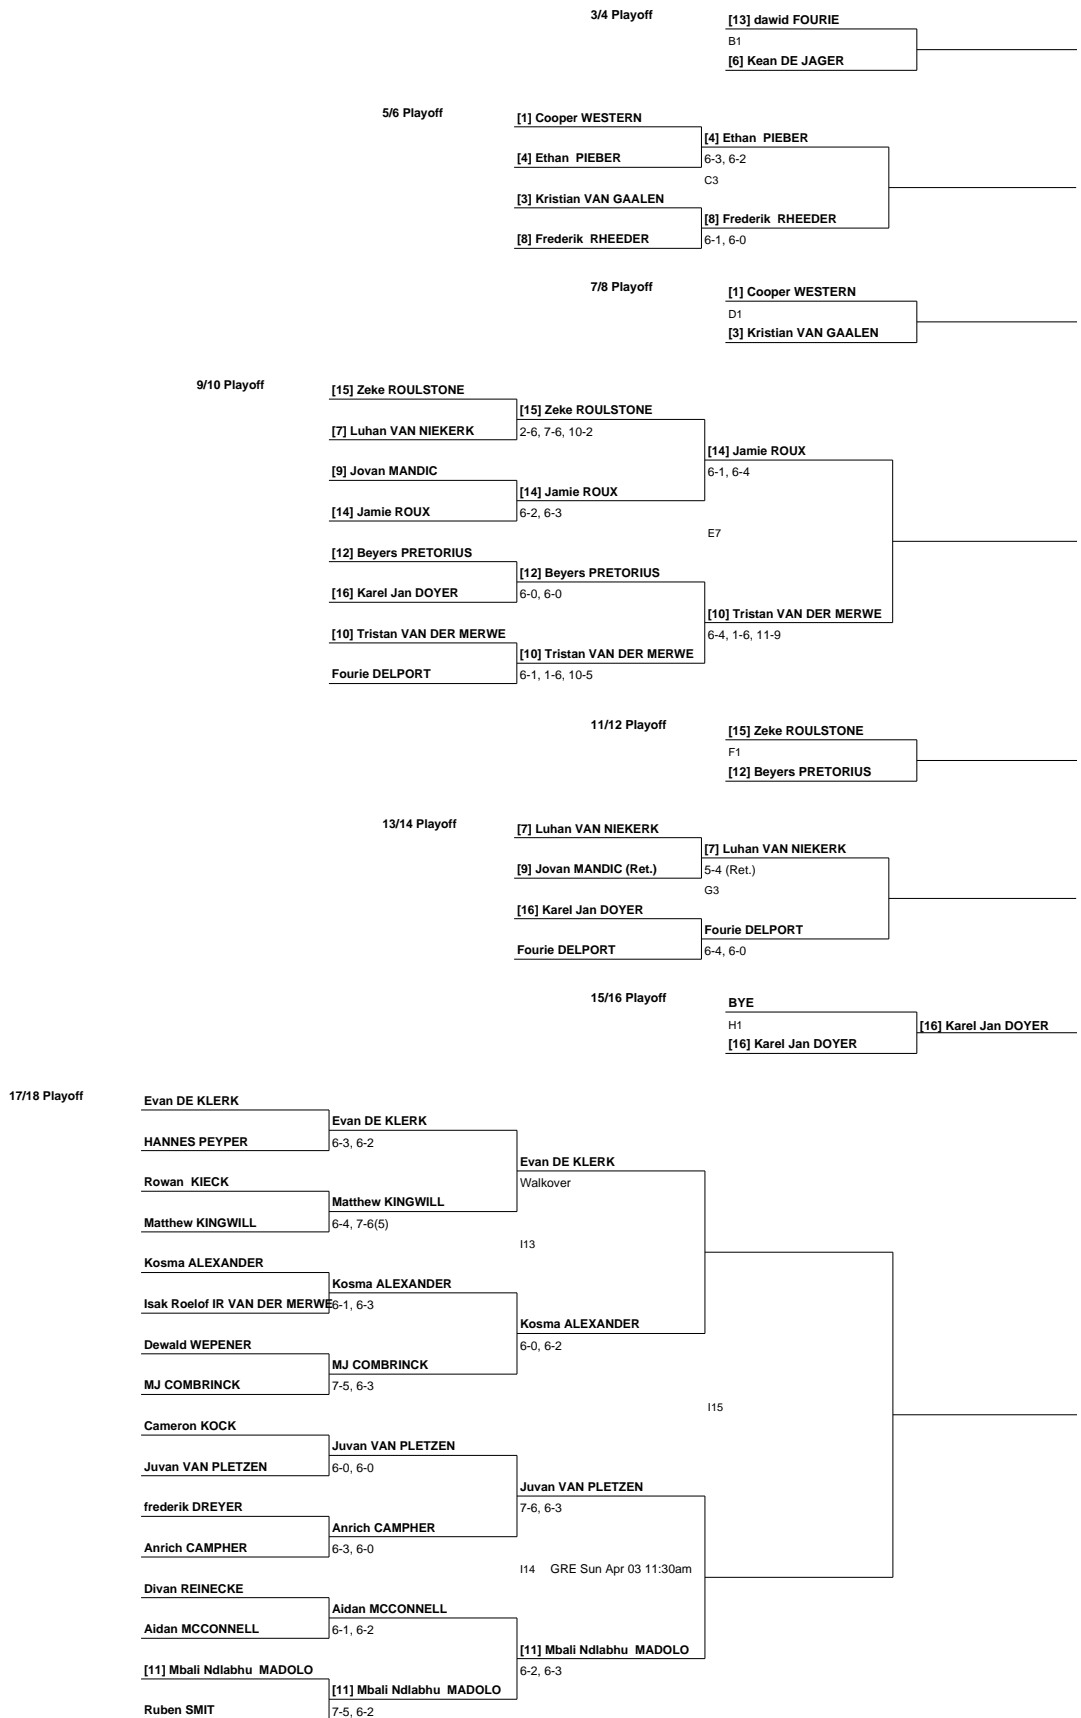 3/4 Playoff
[13] dawid FOURIE
B1
[6] Kean DE JAGER
5/6 Playoff
[1] Cooper WESTERN
[4] Ethan PIEBER
[4] Ethan PIEBER
6-3, 6-2
C3
[3] Kristian VAN GAALEN
[8] Frederik RHEEDER
[8] Frederik RHEEDER
6-1, 6-0
7/8 Playoff
[1] Cooper WESTERN
D1
[3] Kristian VAN GAALEN
9/10 Playoff
[15] Zeke ROULSTONE
[15] Zeke ROULSTONE
[7] Luhan VAN NIEKERK
2-6, 7-6, 10-2
[14] Jamie ROUX
[9] Jovan MANDIC
6-1, 6-4
[14] Jamie ROUX
[14] Jamie ROUX
6-2, 6-3
E7
[12] Beyers PRETORIUS
[12] Beyers PRETORIUS
[16] Karel Jan DOYER
6-0, 6-0
[10] Tristan VAN DER MERWE
[10] Tristan VAN DER MERWE
6-4, 1-6, 11-9
[10] Tristan VAN DER MERWE
Fourie DELPORT
6-1, 1-6, 10-5
11/12 Playoff
[15] Zeke ROULSTONE
F1
[12] Beyers PRETORIUS
13/14 Playoff
[7] Luhan VAN NIEKERK
[7] Luhan VAN NIEKERK
[9] Jovan MANDIC (Ret.)
5-4 (Ret.)
G3
[16] Karel Jan DOYER
Fourie DELPORT
Fourie DELPORT
6-4, 6-0
15/16 Playoff
BYE
H1
[16] Karel Jan DOYER
[16] Karel Jan DOYER
17/18 Playoff
Evan DE KLERK
Evan DE KLERK
HANNES PEYPER
6-3, 6-2
Evan DE KLERK
Rowan KIECK
Walkover
Matthew KINGWILL
Matthew KINGWILL
6-4, 7-6(5)
I13
Kosma ALEXANDER
Kosma ALEXANDER
Isak Roelof IR VAN DER MERWE
6-1, 6-3
Kosma ALEXANDER
Dewald WEPENER
6-0, 6-2
MJ COMBRINCK
MJ COMBRINCK
7-5, 6-3
I15
Cameron KOCK
Juvan VAN PLETZEN
Juvan VAN PLETZEN
6-0, 6-0
Juvan VAN PLETZEN
frederik DREYER
7-6, 6-3
Anrich CAMPHER
Anrich CAMPHER
6-3, 6-0
I14 GRE Sun Apr 03 11:30am
Divan REINECKE
Aidan MCCONNELL
Aidan MCCONNELL
6-1, 6-2
[11] Mbali Ndlabhu MADOLO
[11] Mbali Ndlabhu MADOLO
6-2, 6-3
[11] Mbali Ndlabhu MADOLO
Ruben SMIT
7-5, 6-2